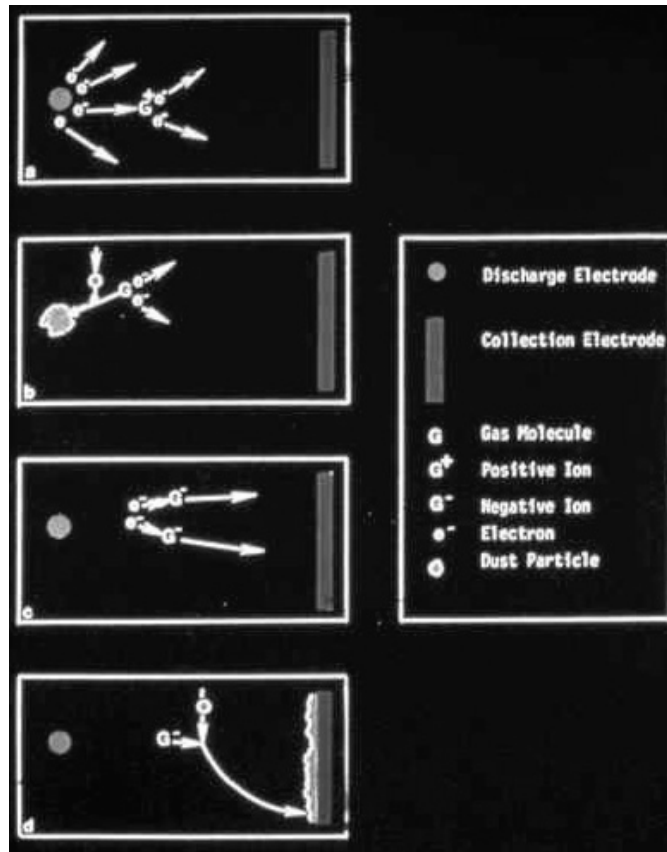 e⁻
e⁻
e⁻
e
G⁺
e⁻
e⁻
a
G
e⁻
e⁻
b
e⁻
G⁻
e⁻
G⁻
c
G⁻
d
Discharge Electrode
Collection Electrode
G Gas Molecule
G⁺ Positive Ion
G⁻ Negative Ion
e⁻ Electron
Dust Particle